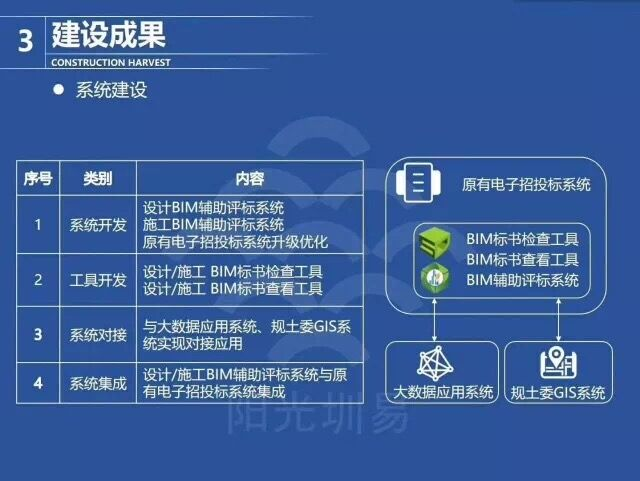 3
建设成果
CONSTRUCTION HARVEST
系统建设
序号 类别 内容
1 系统开发 设计BIM辅助评标系统
施工BIM辅助评标系统
原有电子招投标系统升级优化
2 工具开发 设计/施工 BIM标书检查工具
设计/施工 BIM标书查看工具
3 系统对接 与大数据应用系统、规土委GIS系
统实现对接应用
4 系统集成 设计/施工BIM辅助评标系统与原
有电子招投标系统集成
原有电子招投标系统
BIM标书检查工具
BIM标书查看工具
BIM辅助评标系统
大数据应用系统
规土委GIS系统
阳光圳易